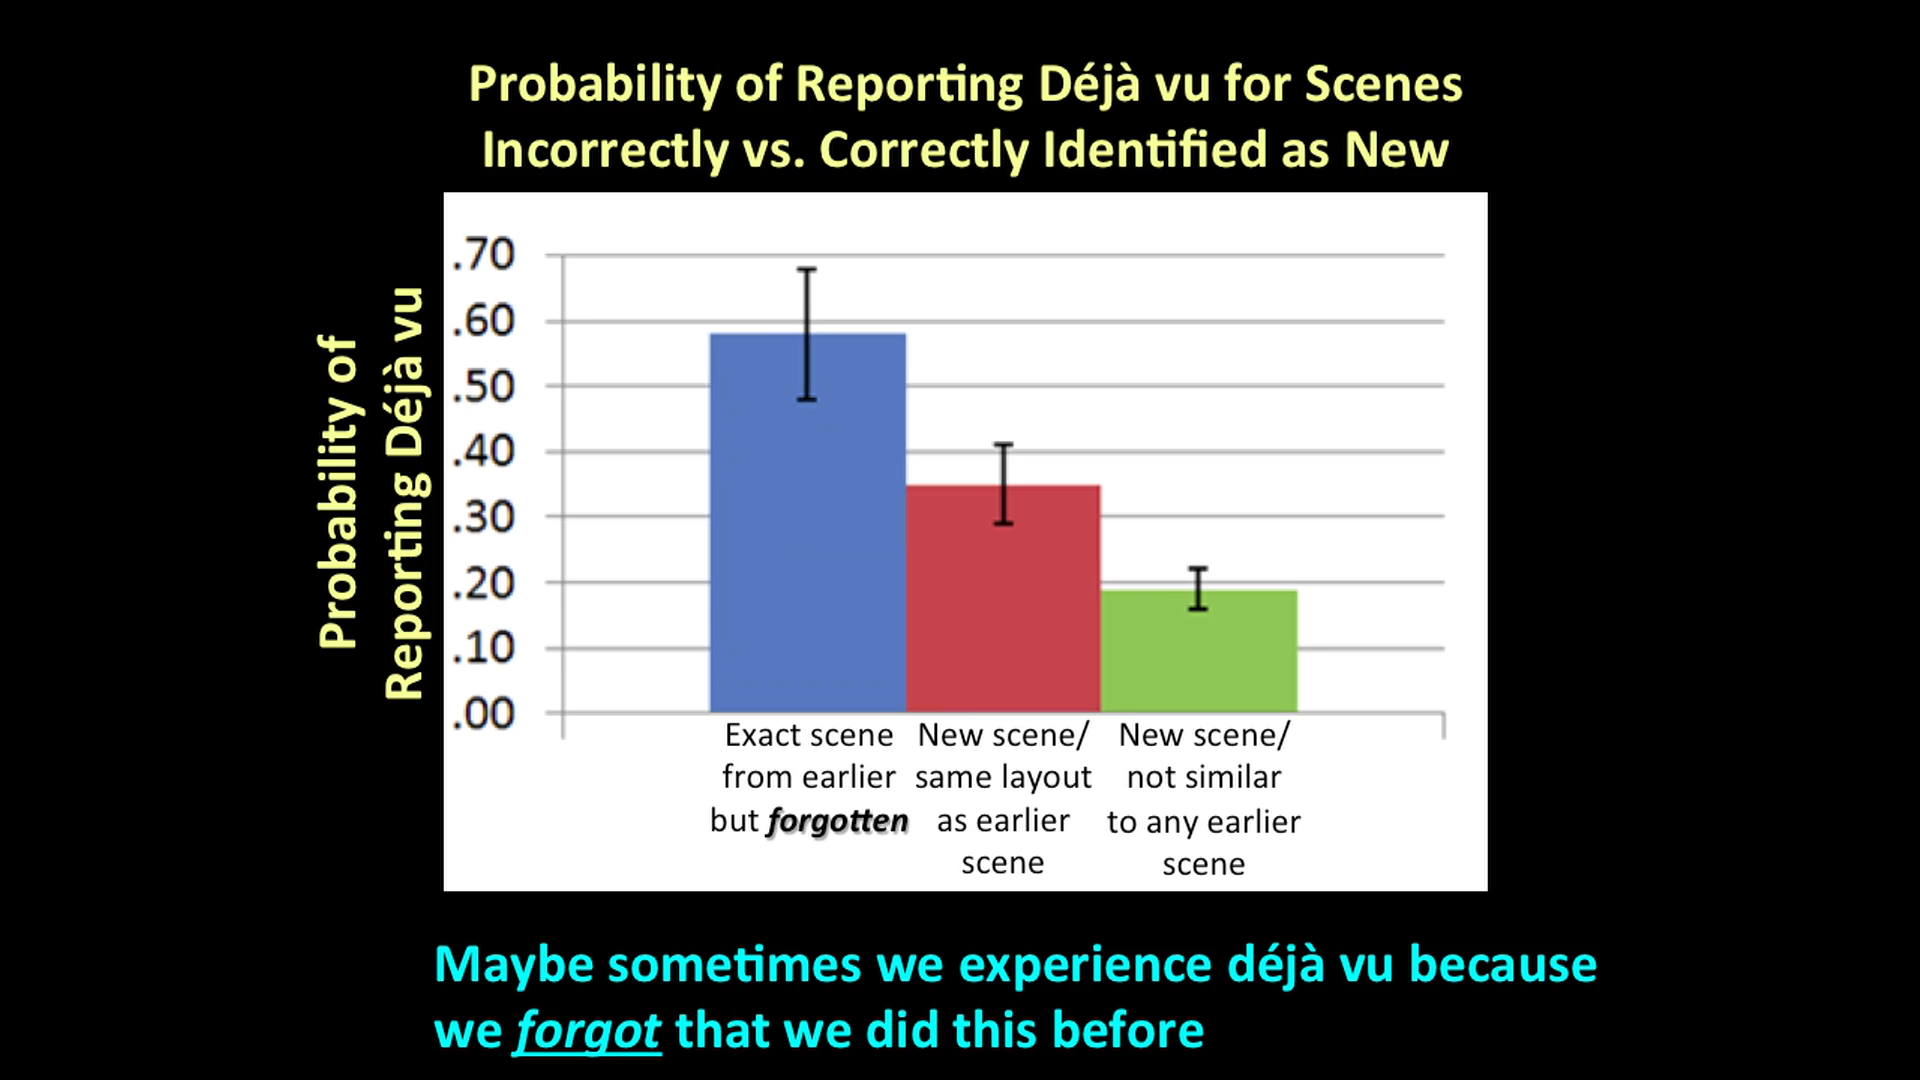 Probability of Reporting Déjà vu for Scenes
Incorrectly vs. Correctly Identified as New
Probability of
Reporting Déjà vu
.70
.60
.50
.40
.30
.20
.10
.00
Exact scene
from earlier
but forgotten
New scene/
same layout
as earlier
scene
New scene/
not similar
to any earlier
scene
Maybe sometimes we experience déjà vu because
we forgot that we did this before